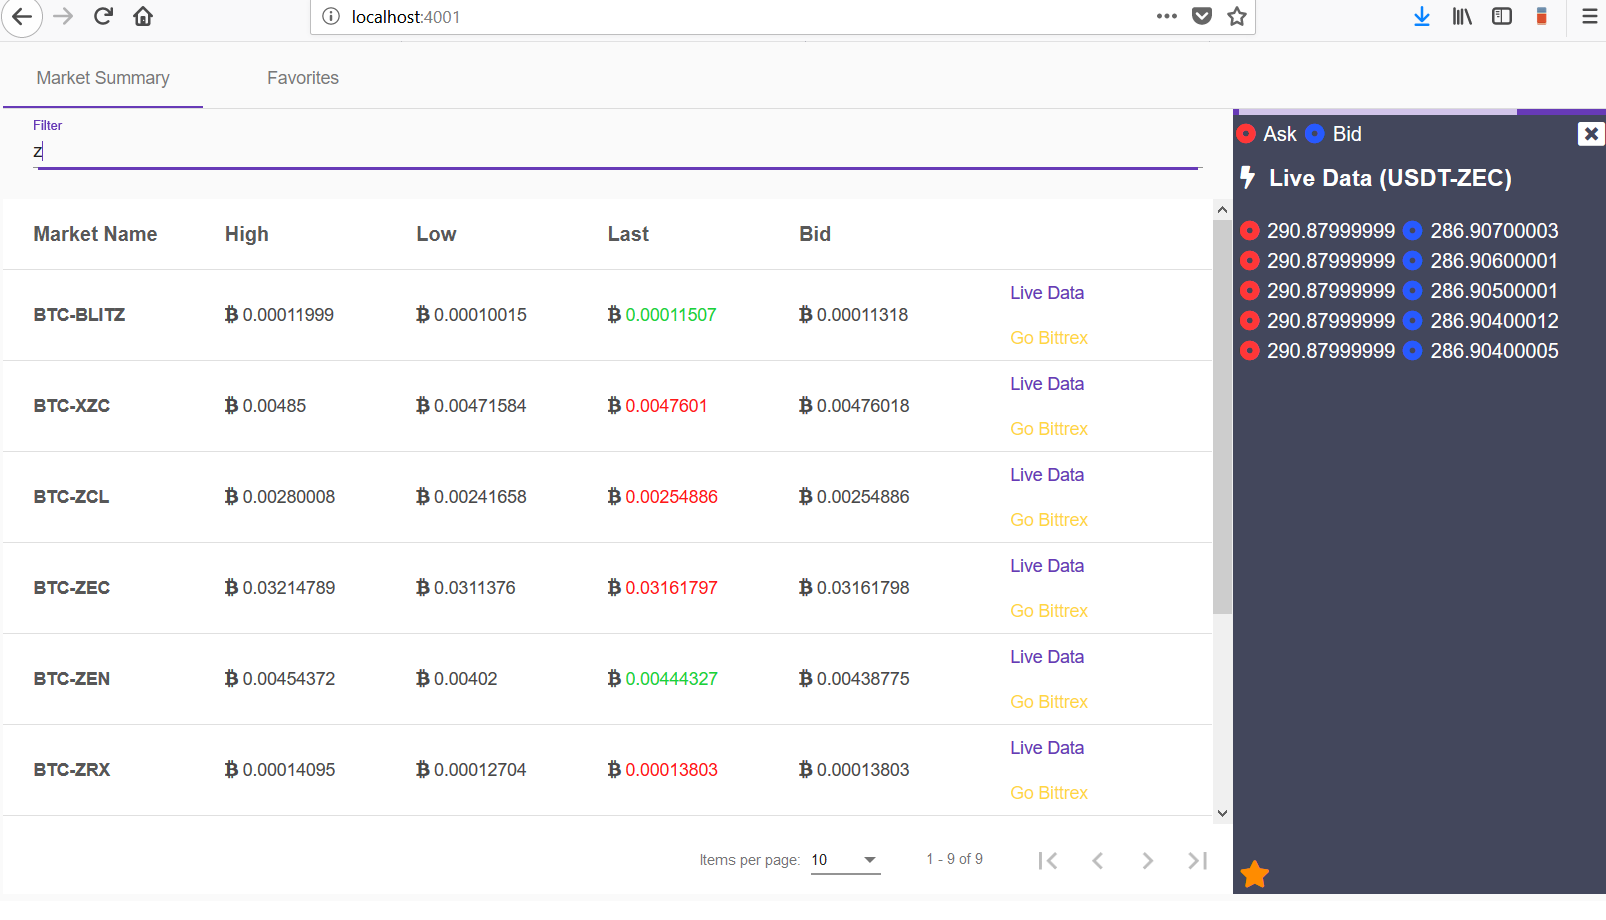 localhost:4001
Market Summary Favorites
Filter
z
Market Name High Low Last Bid
BTC-BLITZ 0.00011999 0.00010015 0.00011507 0.00011318 Live Data
Go Bittrex
BTC-XZC 0.00485 0.00471584 0.0047601 0.00476018 Live Data
Go Bittrex
BTC-ZCL 0.00280008 0.00241658 0.00254886 0.00254886 Live Data
Go Bittrex
BTC-ZEC 0.03214789 0.0311376 0.03161797 0.03161798 Live Data
Go Bittrex
BTC-ZEN 0.00454372 0.00402 0.00444327 0.00438775 Live Data
Go Bittrex
BTC-ZRX 0.00014095 0.00012704 0.00013803 0.00013803 Live Data
Go Bittrex
Items per page: 10 1 - 9 of 9
Ask Bid
Live Data (USDT-ZEC)
290.87999999 286.90700003
290.87999999 286.90600001
290.87999999 286.90500001
290.87999999 286.90400012
290.87999999 286.90400005